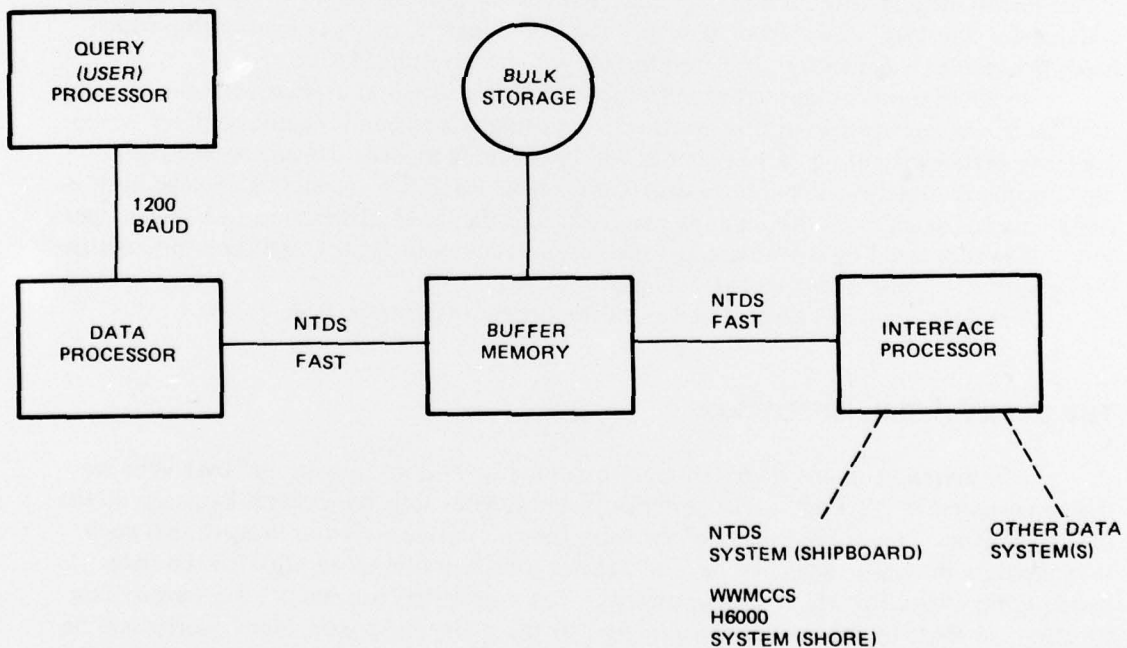 QUERY
(USER)
PROCESSOR
BULK
STORAGE
1200
BAUD
DATA
PROCESSOR
NTDS
FAST
BUFFER
MEMORY
NTDS
FAST
INTERFACE
PROCESSOR
NTDS
SYSTEM (SHIPBOARD)
WWMCCS
H6000
SYSTEM (SHORE)
OTHER DATA
SYSTEM(S)